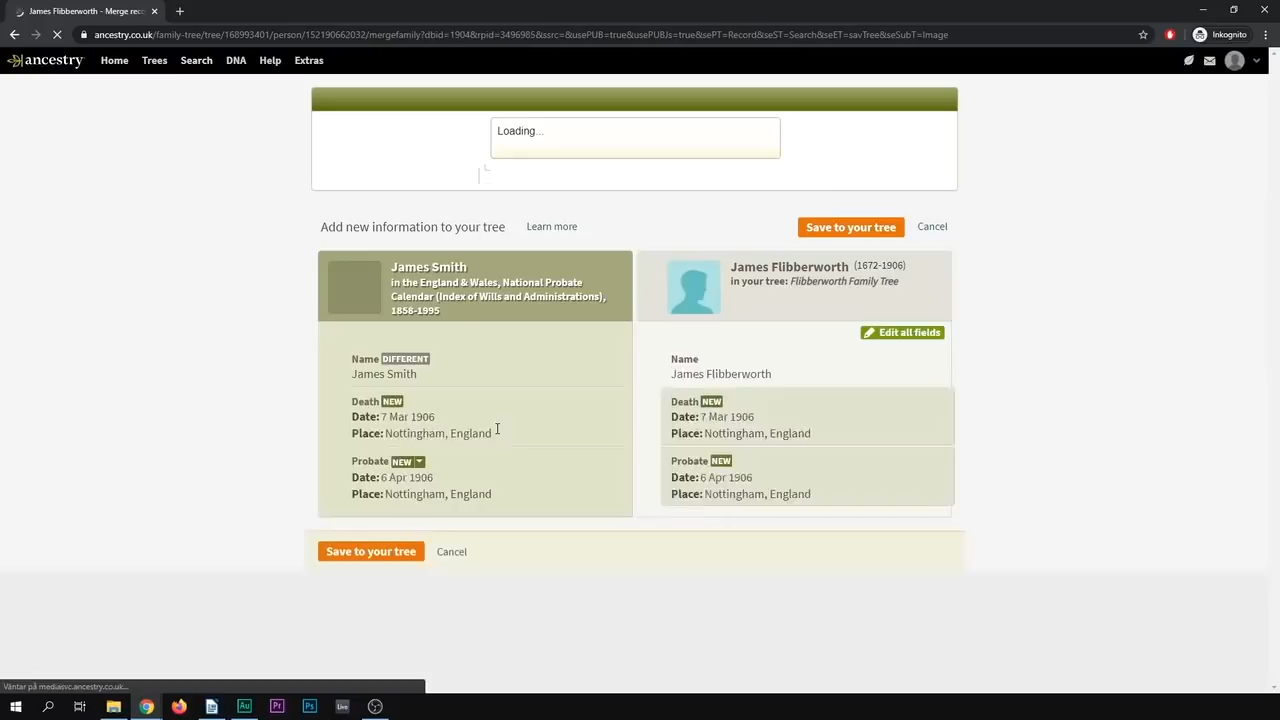 James Flibberworth - Merge reco
ancestry.co.uk/family-tree/tree/168993401/person/152190662032/mergefamily?dbid=1904&rpid=3496985&ssrc=&usePUB=true&usePUBJs=true&sePT=Record&seST=Search&seET=savTree&seSubT=Image
Inkognito
ancestry
Home Trees Search DNA Help Extras
Loading...
Add new information to your tree Learn more Save to your tree Cancel
James Smith
in the England & Wales, National Probate
Calendar (Index of Wills and Administrations),
1858-1995
James Flibberworth (1672-1906)
in your tree: Flibberworth Family Tree
Edit all fields
Name DIFFERENT
James Smith
Death NEW
Date: 7 Mar 1906
Place: Nottingham, England
Probate NEW
Date: 6 Apr 1906
Place: Nottingham, England
Name
James Flibberworth
Death NEW
Date: 7 Mar 1906
Place: Nottingham, England
Probate NEW
Date: 6 Apr 1906
Place: Nottingham, England
Save to your tree Cancel
Väntar på mediasvc.ancestry.co.uk...
Au Pr Ps Live